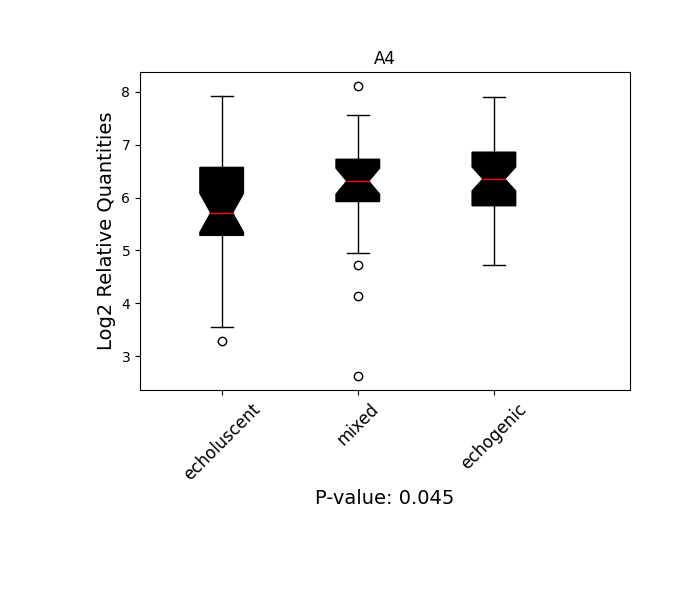 A4
Log2 Relative Quantities
8
7
6
5
4
3
echoluscent
mixed
echogenic
P-value: 0.045